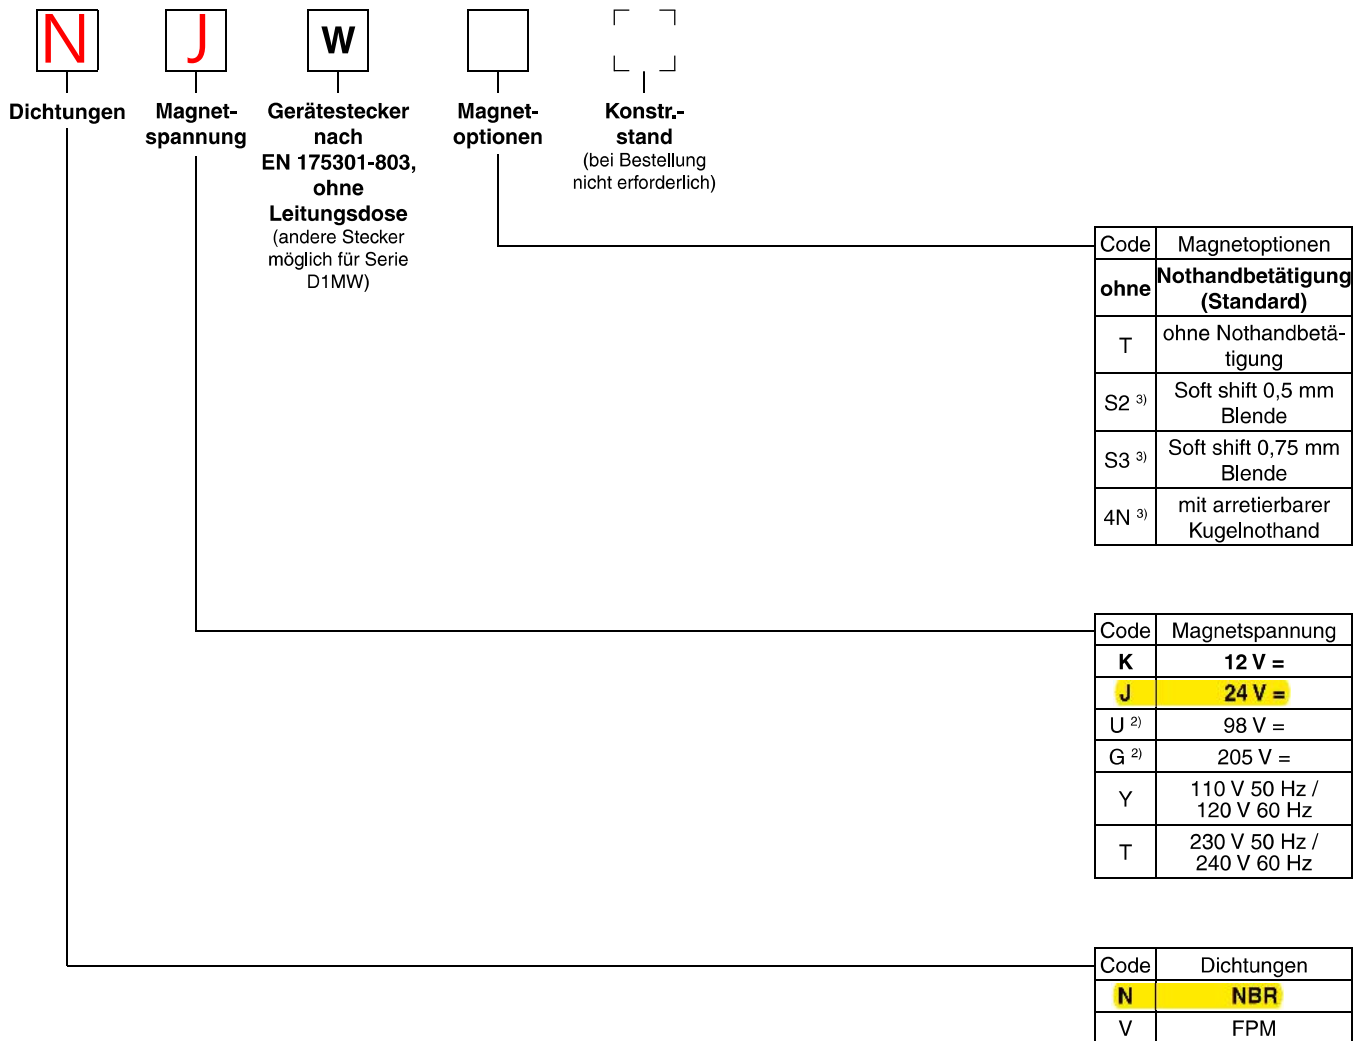 N J W
Dichtungen
Magnet-
spannung
Gerätestecker
nach
EN 175301-803,
ohne
Leitungsdose
(andere Stecker
möglich für Serie
D1MW)
Magnet-
optionen
Konstr.-
stand
(bei Bestellung
nicht erforderlich)
Code Magnetoptionen
ohne Nothandbetätigung
(Standard)
T ohne Nothandbetä-
tigung
S2 3) Soft shift 0,5 mm
Blende
S3 3) Soft shift 0,75 mm
Blende
4N 3) mit arretierbarer
Kugelnothand
Code Magnetspannung
K 12 V =
J 24 V =
U 2) 98 V =
G 2) 205 V =
Y 110 V 50 Hz /
120 V 60 Hz
T 230 V 50 Hz /
240 V 60 Hz
Code Dichtungen
N NBR
V FPM